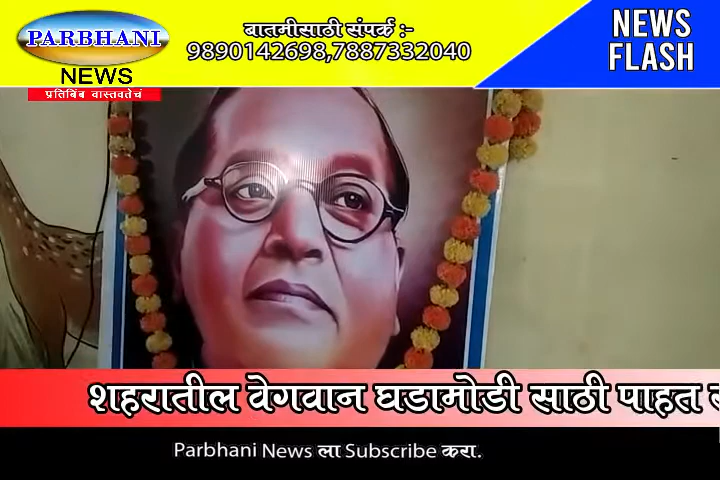 PARBHANI
NEWS
प्रतिबिंब वास्तवतेचं
बातमीसाठी संपर्क :-
9890142698,7887332040
NEWS
FLASH
शहरातील वेगवान घडामोडी साठी पाहत
Parbhani News ला Subscribe करा.